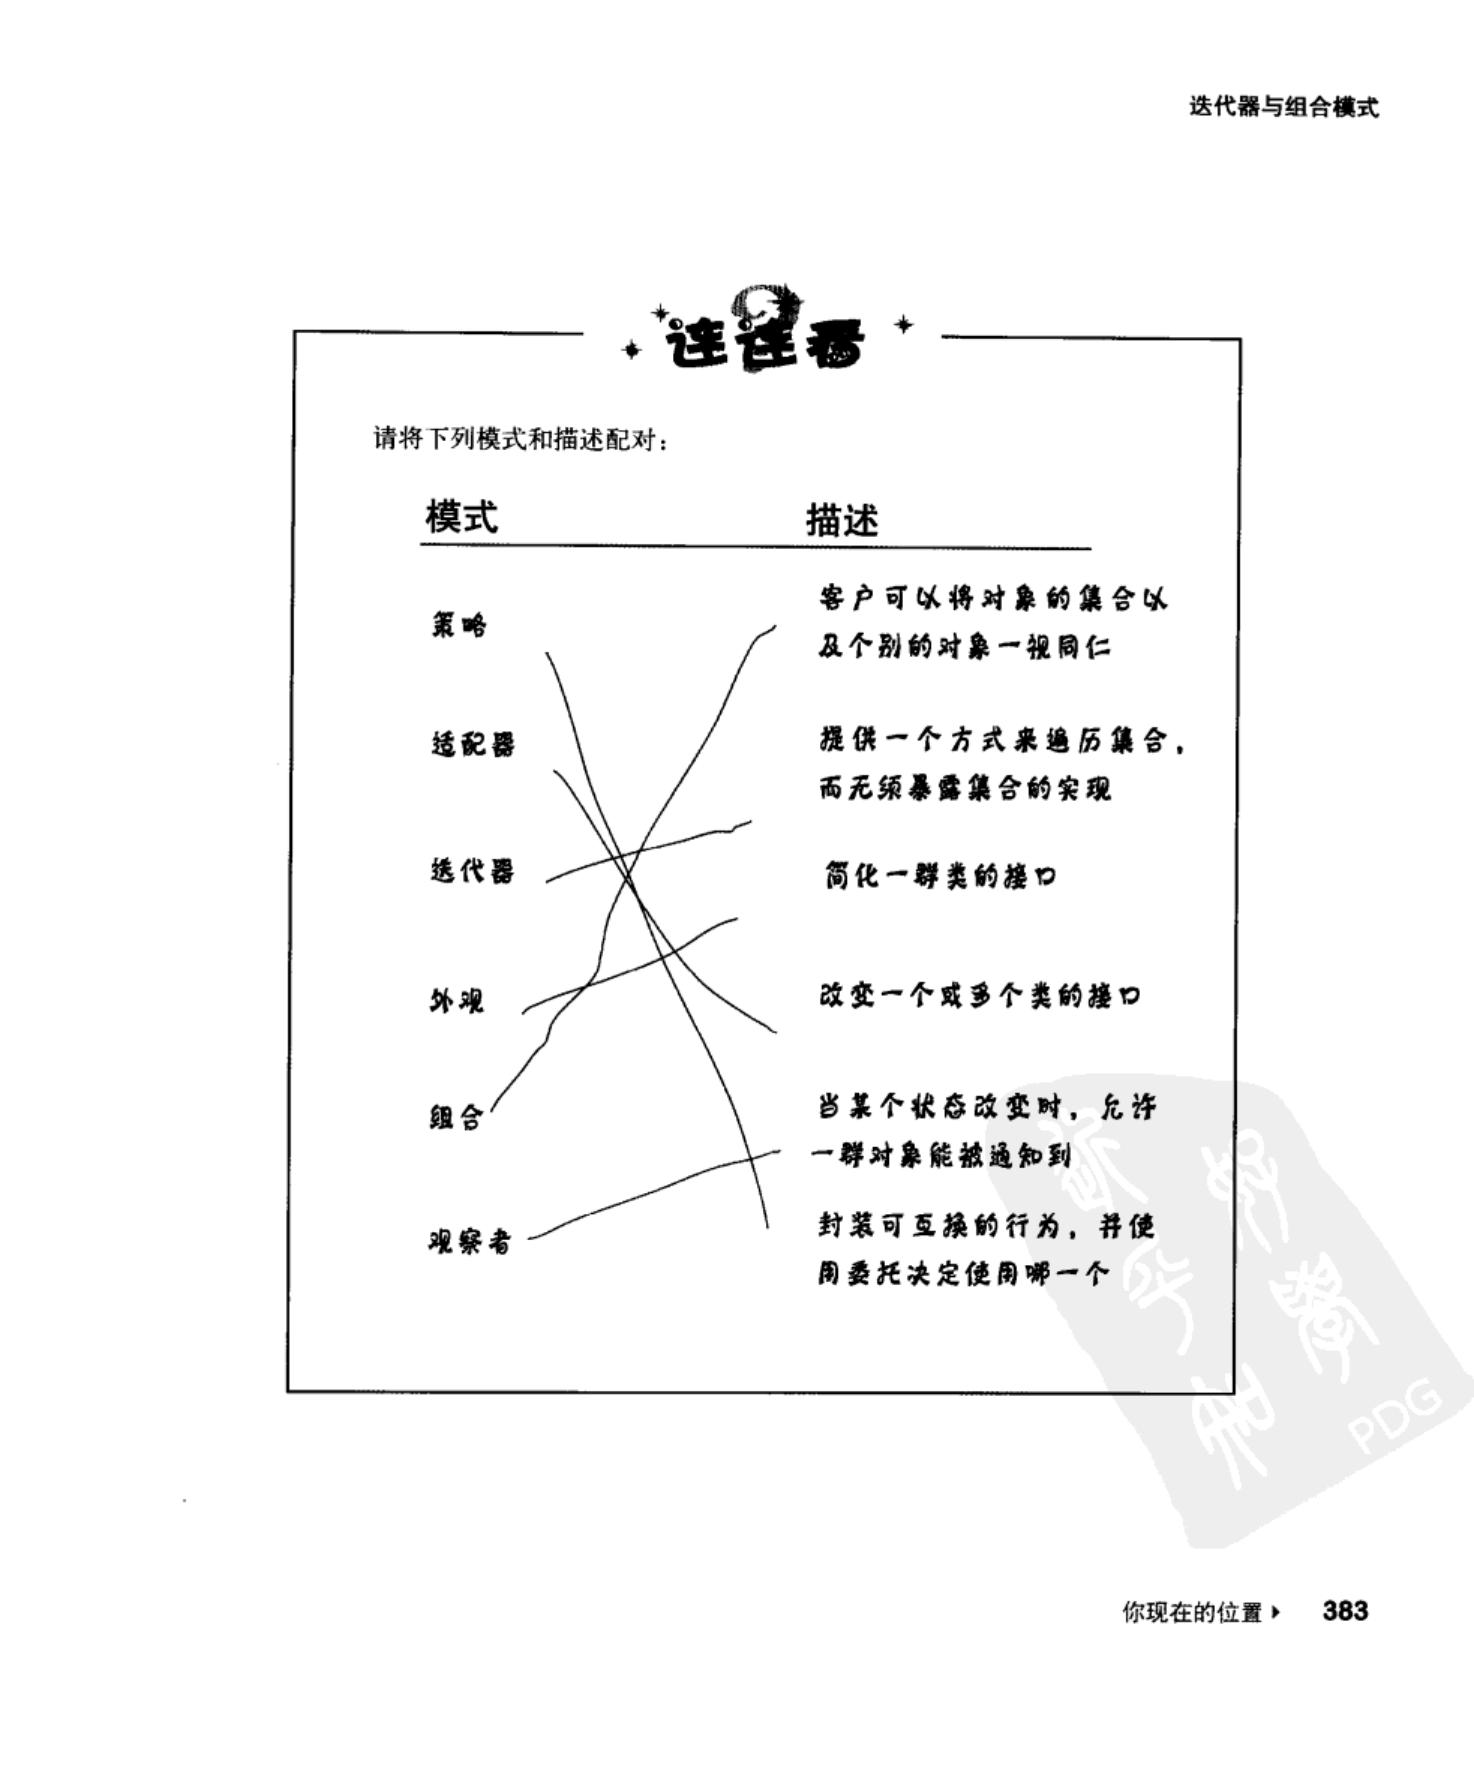 迭代器与组合模式
连连看
请将下列模式和描述配对：
模式 描述
策略
客户可以将对象的集合以
及个别的对象一视同仁
适配器
提供一个方式来遍历集合，
而无须暴露集合的实现
迭代器
简化一群类的接口
外观
改变一个或多个类的接口
组合
当某个状态改变时，允许
一群对象能被通知到
观察者
封装可互换的行为，并使
用委托决定使用哪一个
PDG
你现在的位置 383